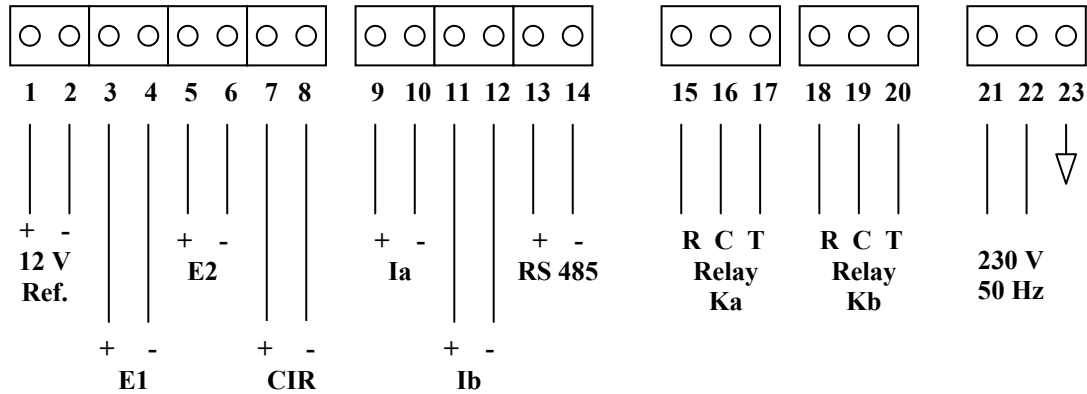 1 2 3 4 5 6 7 8 9 10 11 12 13 14 15 16 17 18 19 20 21 22 23
+ - + - + - + - R C T R C T
12 V E2 Ia RS 485 Relay Relay 230 V
Ref. Ka Kb 50 Hz
+ - + - + -
E1 CIR Ib